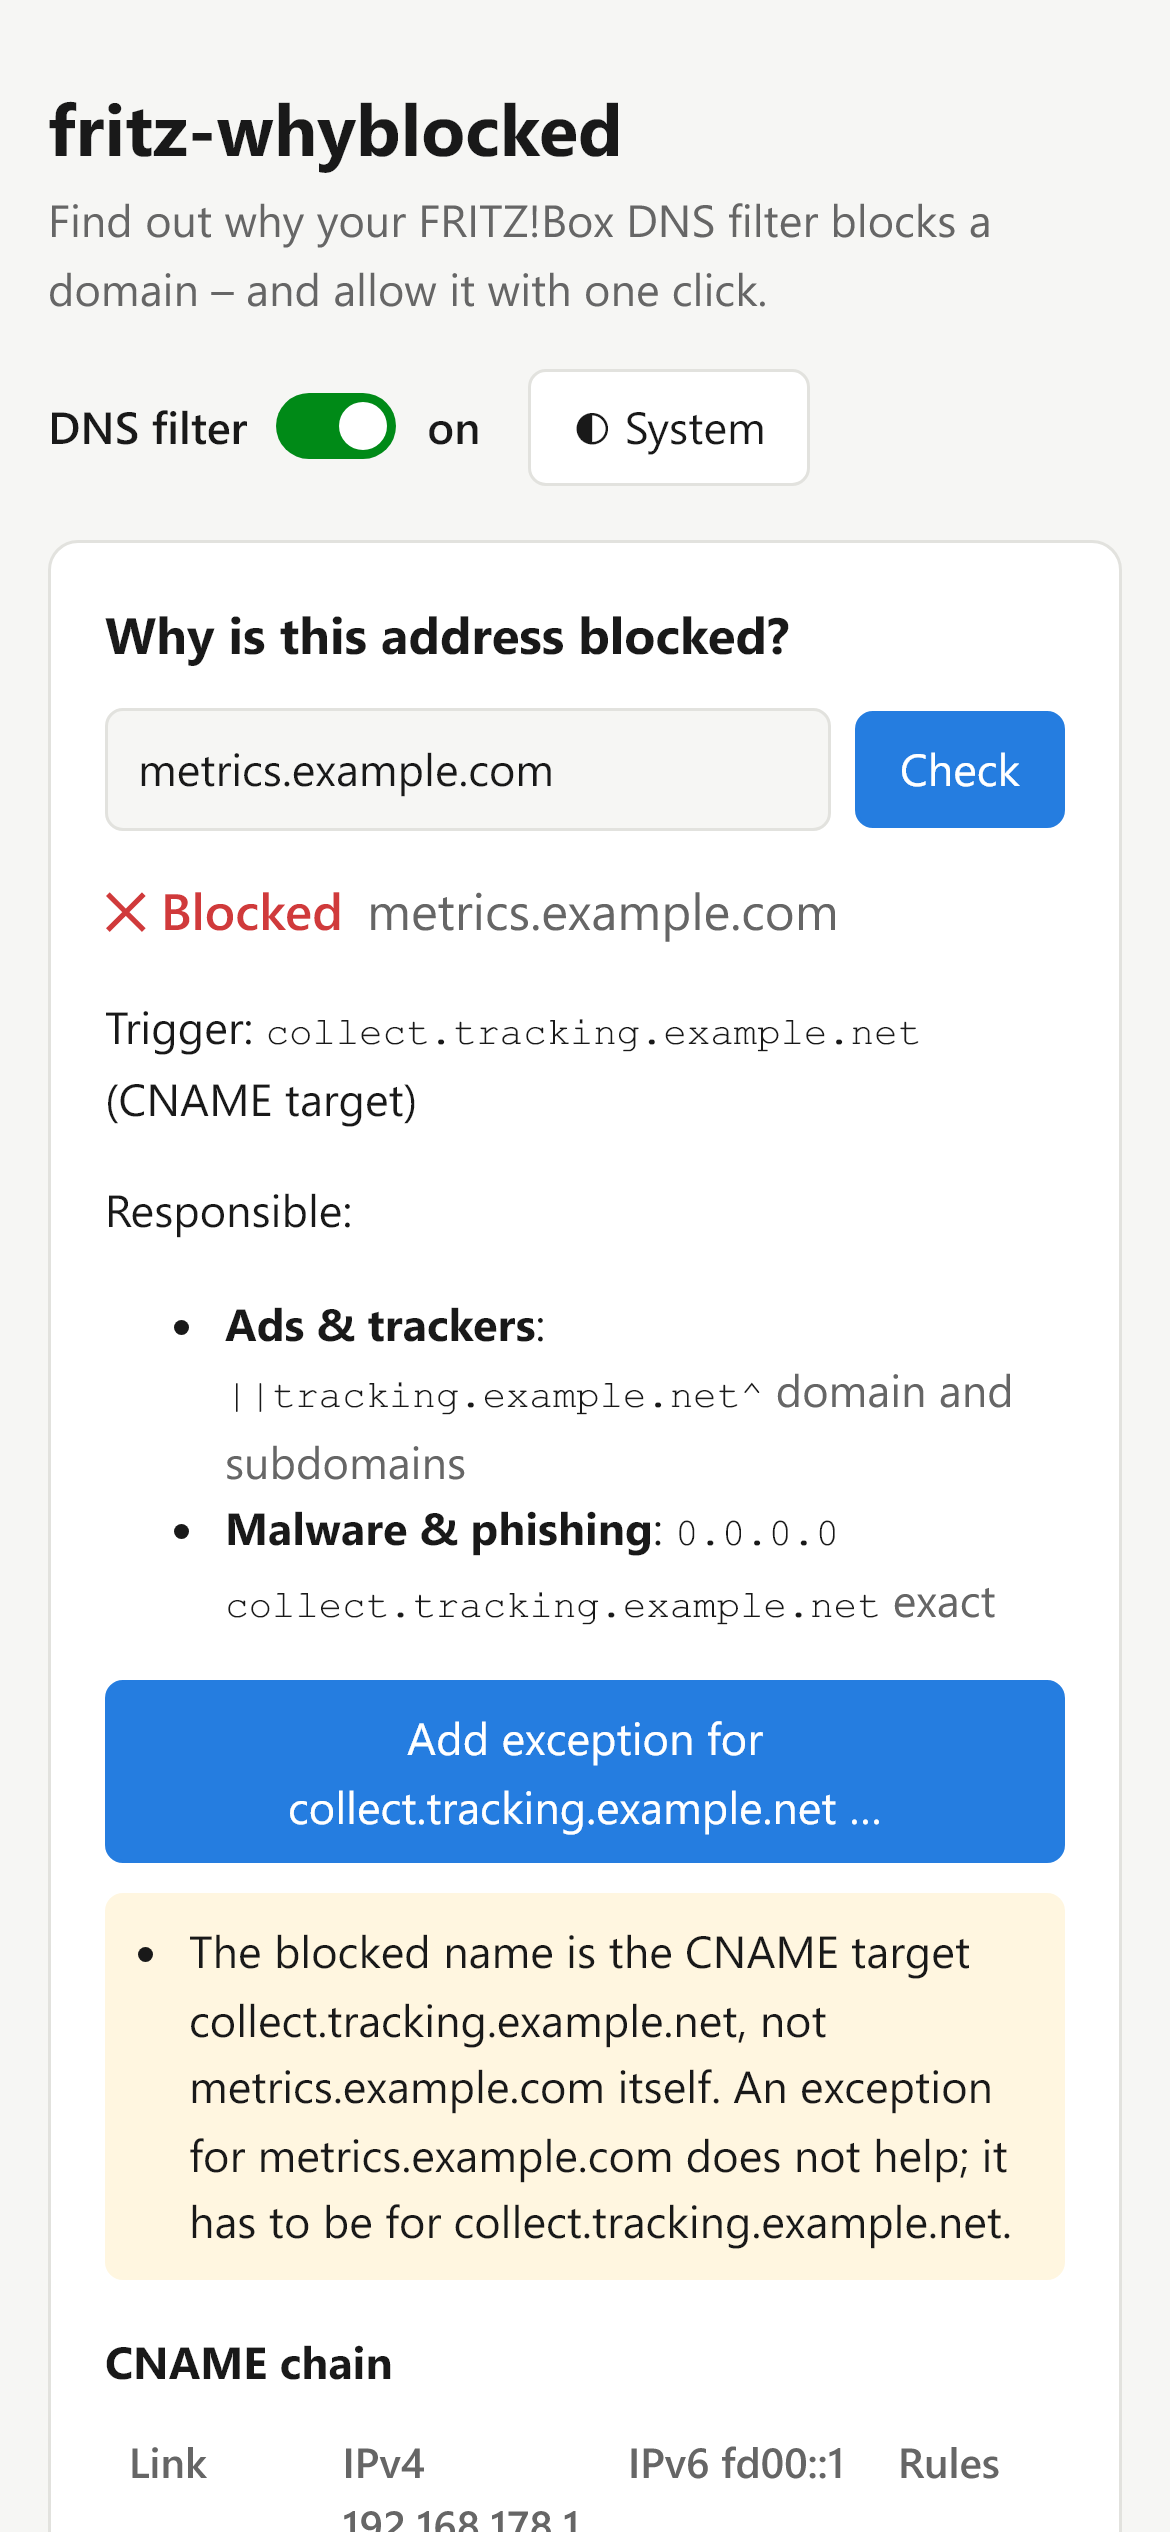 fritz-whyblocked
Find out why your FRITZ!Box DNS filter blocks a
domain – and allow it with one click.
DNS filter on ◐ System
Why is this address blocked?
metrics.example.com Check
✕ Blocked metrics.example.com
Trigger: collect.tracking.example.net
(CNAME target)
Responsible:
• Ads & trackers:
||tracking.example.net^ domain and
subdomains
• Malware & phishing: 0.0.0.0
collect.tracking.example.net exact
Add exception for
collect.tracking.example.net ...
• The blocked name is the CNAME target
collect.tracking.example.net, not
metrics.example.com itself. An exception
for metrics.example.com does not help; it
has to be for collect.tracking.example.net.
CNAME chain
Link IPv4 IPv6 fd00::1 Rules
192.168.178.1